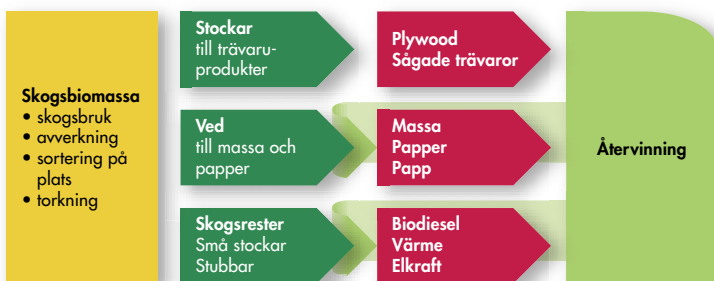 Skogsbiomassa
• skogsbruk
• avverkning
• sortering på
plats
• torkning
Stockar
till trävaru-
produkter
Plywood
Sågade trävaror
Ved
till massa och
papper
Massa
Papper
Papp
Skogsrester
Små stockar
Stubbar
Biodiesel
Värme
Elkraft
Återvinning